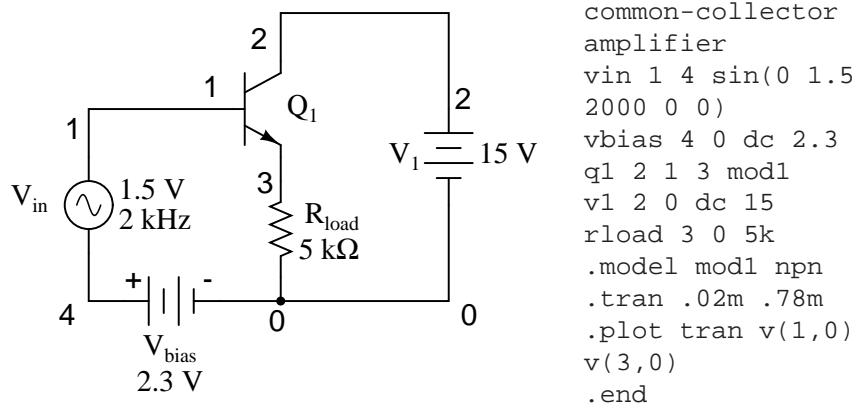 2
1
1
Q1
2
V1
15 V
Vin
1.5 V
2 kHz
3
Rload
5 kΩ
+
-
4
Vbias
2.3 V
0
0
common-collector
amplifier
vin 1 4 sin(0 1.5
2000 0 0)
vbias 4 0 dc 2.3
q1 2 1 3 mod1
v1 2 0 dc 15
rload 3 0 5k
.model mod1 npn
.tran .02m .78m
.plot tran v(1,0)
v(3,0)
.end